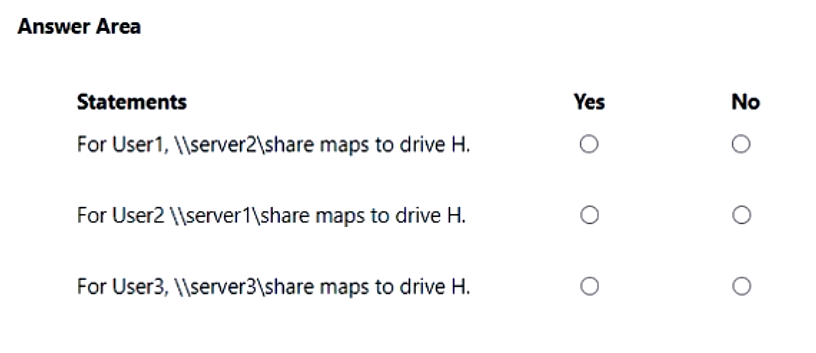 Answer Area
Statements Yes No
For User1, \\server2\share maps to drive H.
For User2 \\server1\share maps to drive H.
For User3, \\server3\share maps to drive H.